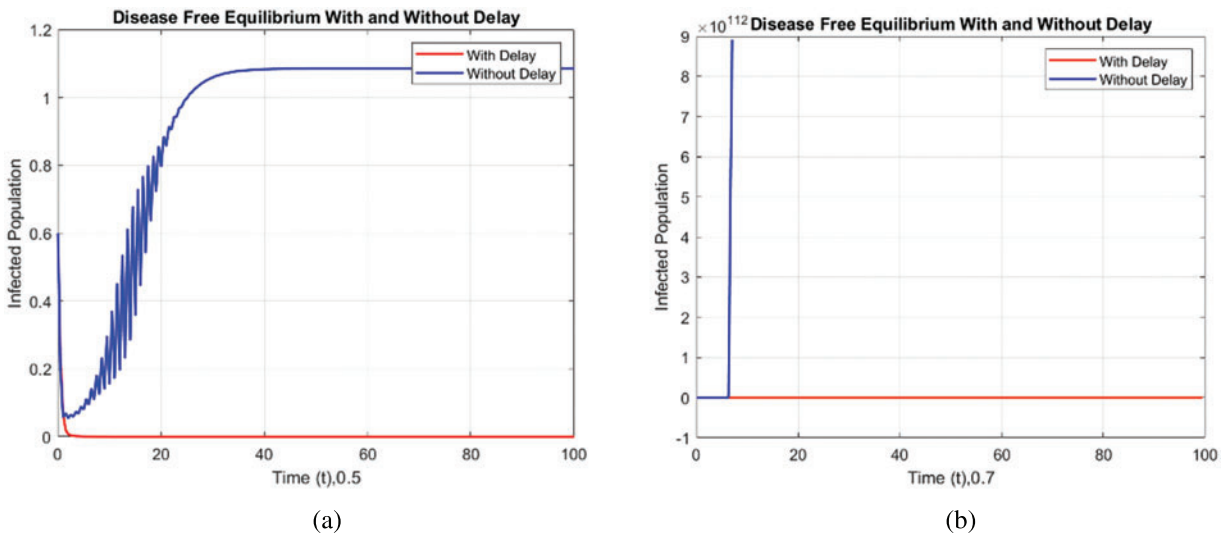 Disease Free Equilibrium With and Without Delay
1.2
1
0.8
0.6
0.4
0.2
0
Infected Population
With Delay
Without Delay
0 20 40 60 80 100
Time (t),0.5
(a)
×10^112
Disease Free Equilibrium With and Without Delay
9
8
7
6
5
4
3
2
1
0
-1
Infected Population
With Delay
Without Delay
0 20 40 60 80 100
Time (t),0.7
(b)